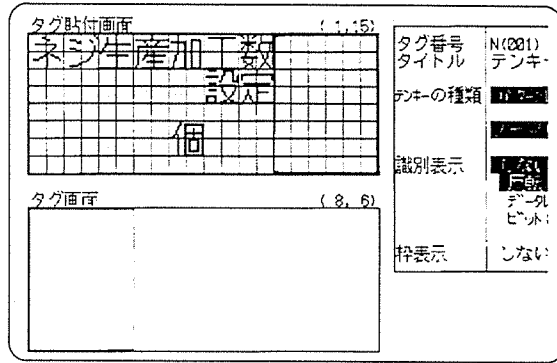 タグ貼付画面 ( 1,15)
ネジ生産加工数
設定
個
タグ画面 ( 8, 6)
タグ番号 N(001)
タイトル テンキー
テンキーの種類
識別表示 しない
データ
ビット
枠表示 しない